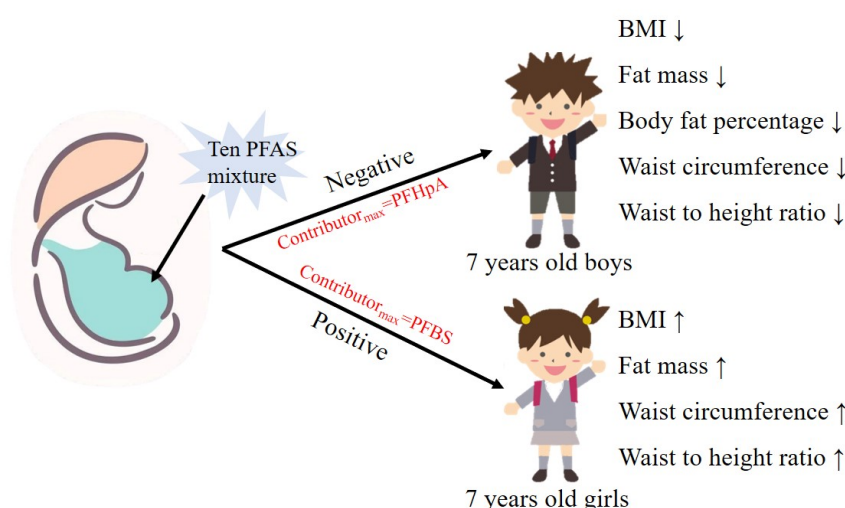 Ten PFAS
mixture
Negative
Contributormax=PFHpA
BMI ↓
Fat mass ↓
Body fat percentage ↓
Waist circumference ↓
Waist to height ratio ↓
7 years old boys
Contributormax=PFBS
Positive
BMI ↑
Fat mass ↑
Waist circumference ↑
Waist to height ratio ↑
7 years old girls